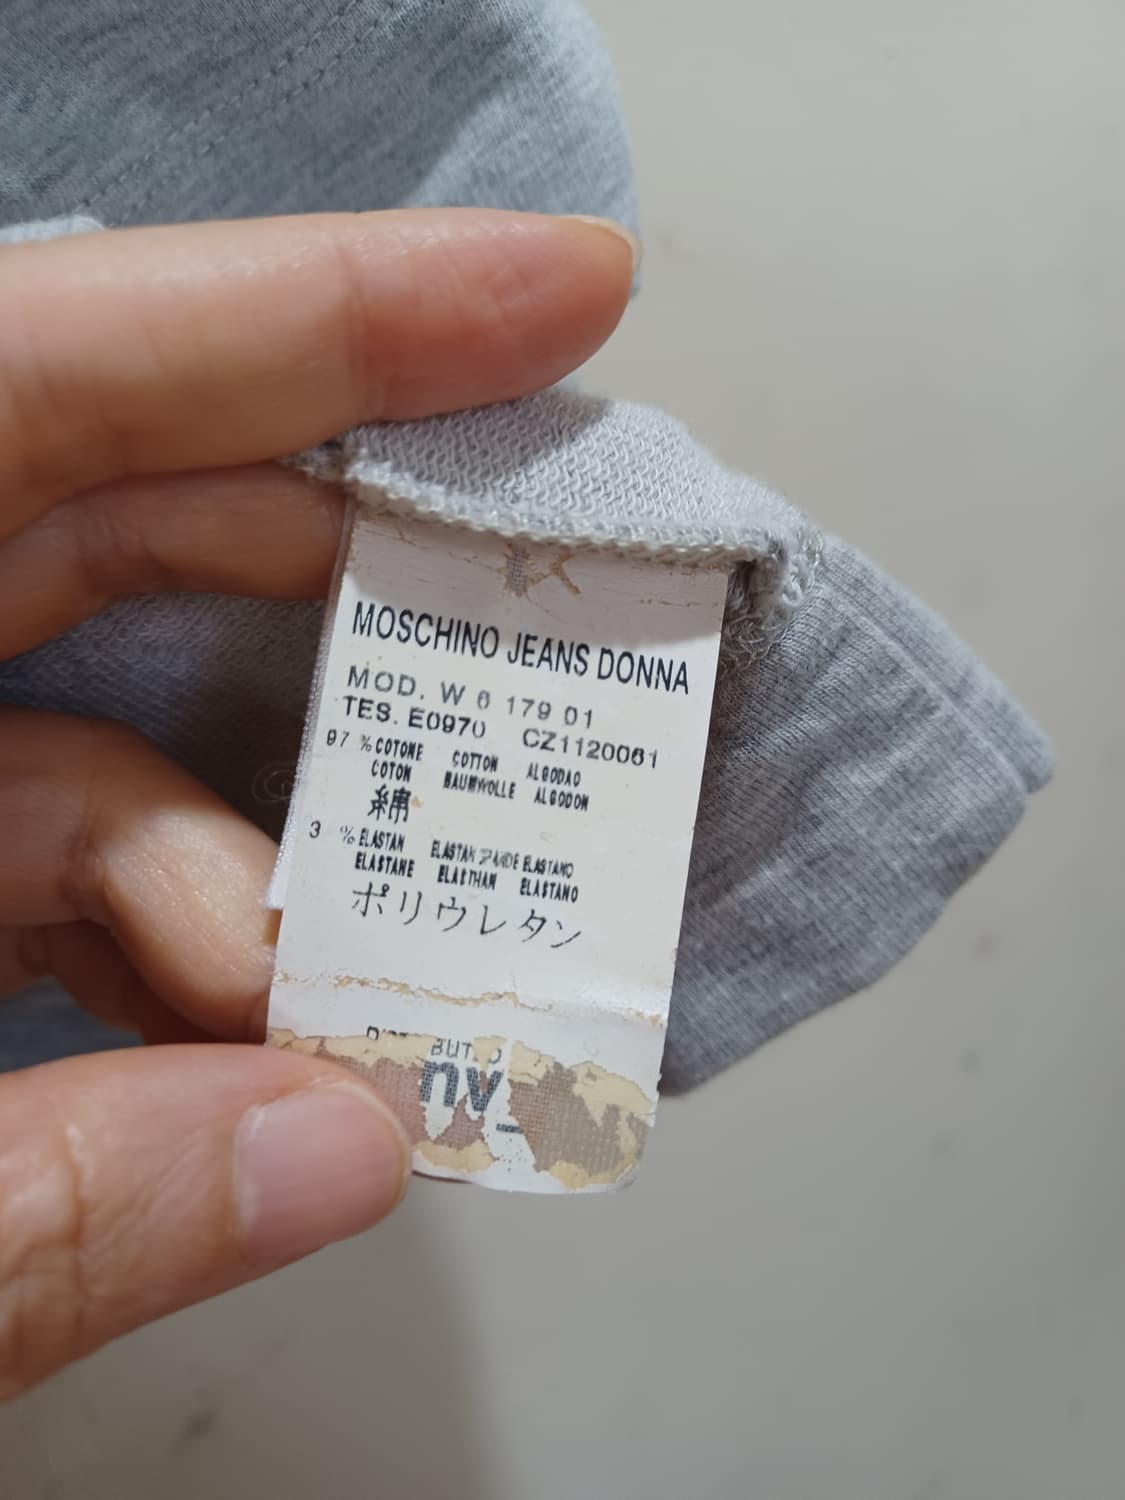 MOSCHINO JEANS DONNA
MOD. W 6 179 01
TES. E0970 CZ1120061
97 % COTONE COTTON ALGODAO
COTON BAUMWOLLE ALGODON
綿
3 % ELASTAN ELASTAN ELASTANO
ELASTANE ELASTHAN ELASTANO
ポリウレタン